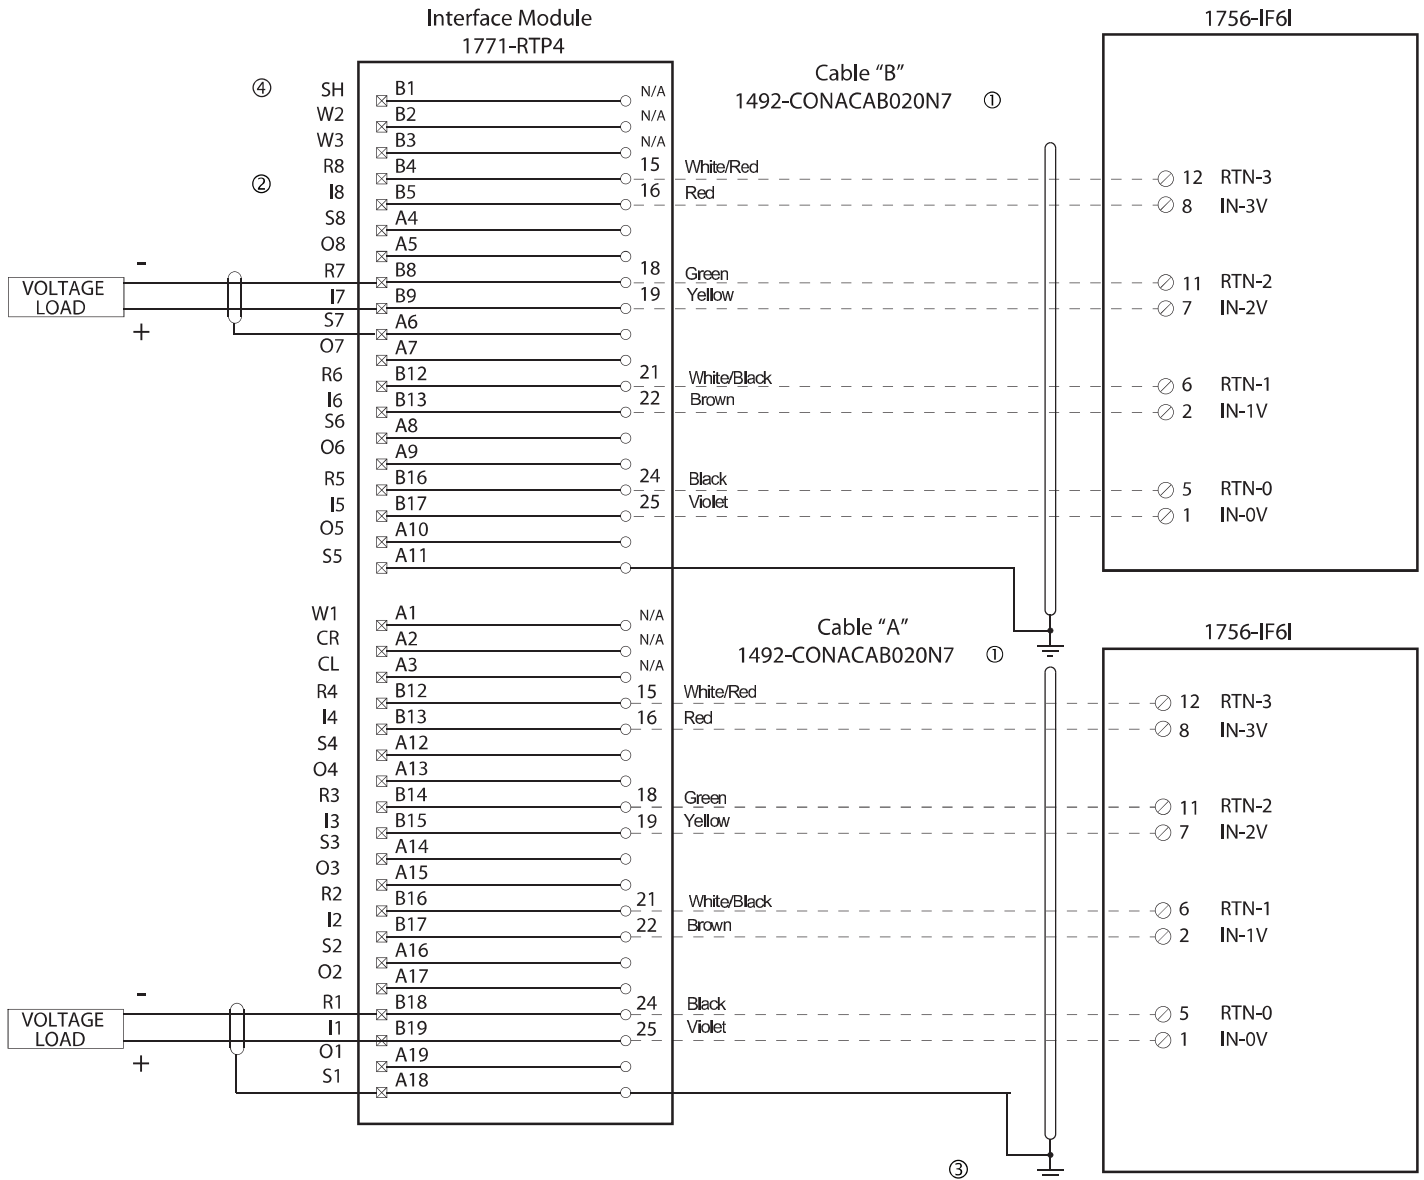 Interface Module
1771-RTP4
1756-IF6I
Cable “B”
1492-CONACAB020N7 ①
④ SH B1 N/A
W2 B2 N/A
W3 B3 N/A
R8 B4 15 White/Red 12 RTN-3
② I8 B5 16 Red 8 IN-3V
S8 A4
O8 A5
- R7 B8 18 Green 11 RTN-2
VOLTAGE
LOAD
I7 B9 19 Yellow 7 IN-2V
+ S7 A6
O7 A7
R6 B12 21 White/Black 6 RTN-1
I6 B13 22 Brown 2 IN-1V
S6 A8
O6 A9
R5 B16 24 Black 5 RTN-0
I5 B17 25 Violet 1 IN-0V
O5 A10
S5 A11
W1 A1 N/A
CR A2 N/A
CL A3 N/A
Cable “A”
1492-CONACAB020N7 ①
1756-IF6I
R4 B12 15 White/Red 12 RTN-3
I4 B13 16 Red 8 IN-3V
S4 A12
O4 A13
R3 B14 18 Green 11 RTN-2
I3 B15 19 Yellow 7 IN-2V
S3 A14
O3 A15
R2 B16 21 White/Black 6 RTN-1
I2 B17 22 Brown 2 IN-1V
S2 A16
O2 A17
- R1 B18 24 Black 5 RTN-0
VOLTAGE
LOAD
I1 B19 25 Violet 1 IN-0V
+ O1 A19
S1 A18
③